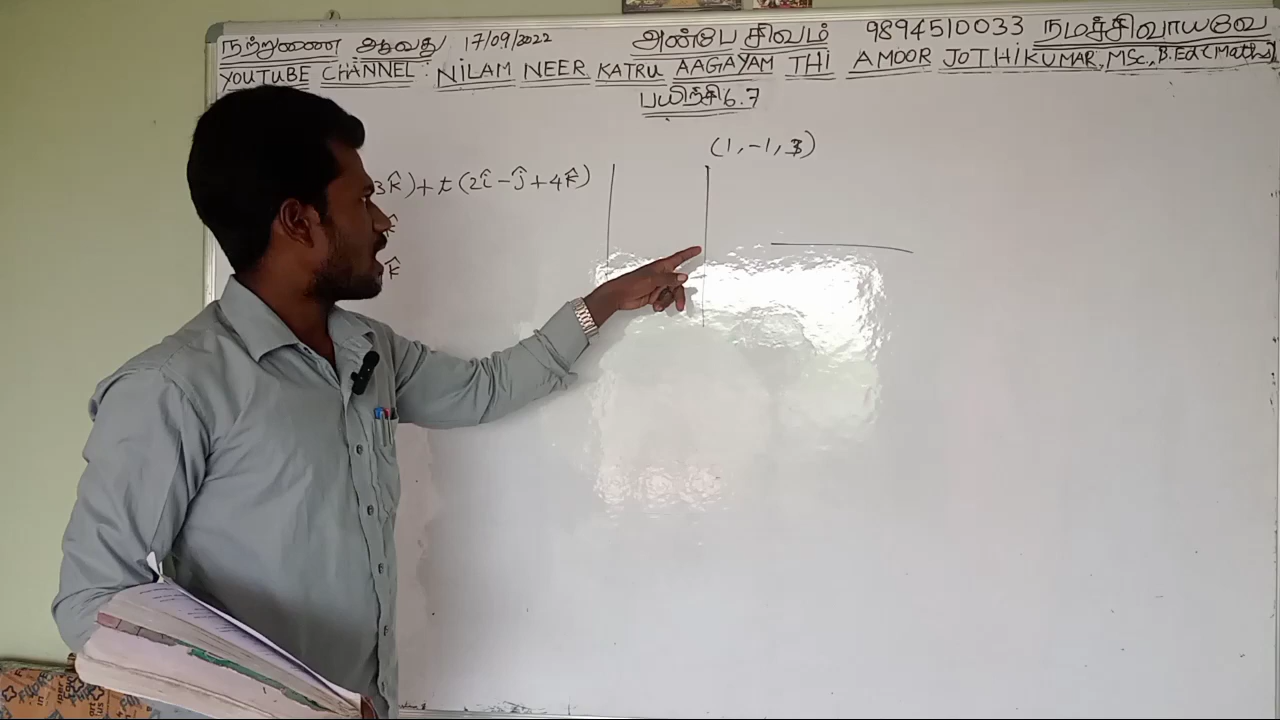 நற்றுணை ஆவது 17/09/2022 அன்பே சிவம் 9894510033 நமச்சிவாயவே
YOUTUBE CHANNEL : NILAM NEER KATRU AAGAYAM THI AMOOR JOTHIKUMAR, MSc., B.Ed (Maths)
பயிற்சி 6.7
(1, -1, 3)
3k̂) + t (2î - ĵ + 4k̂)
k̂
k̂